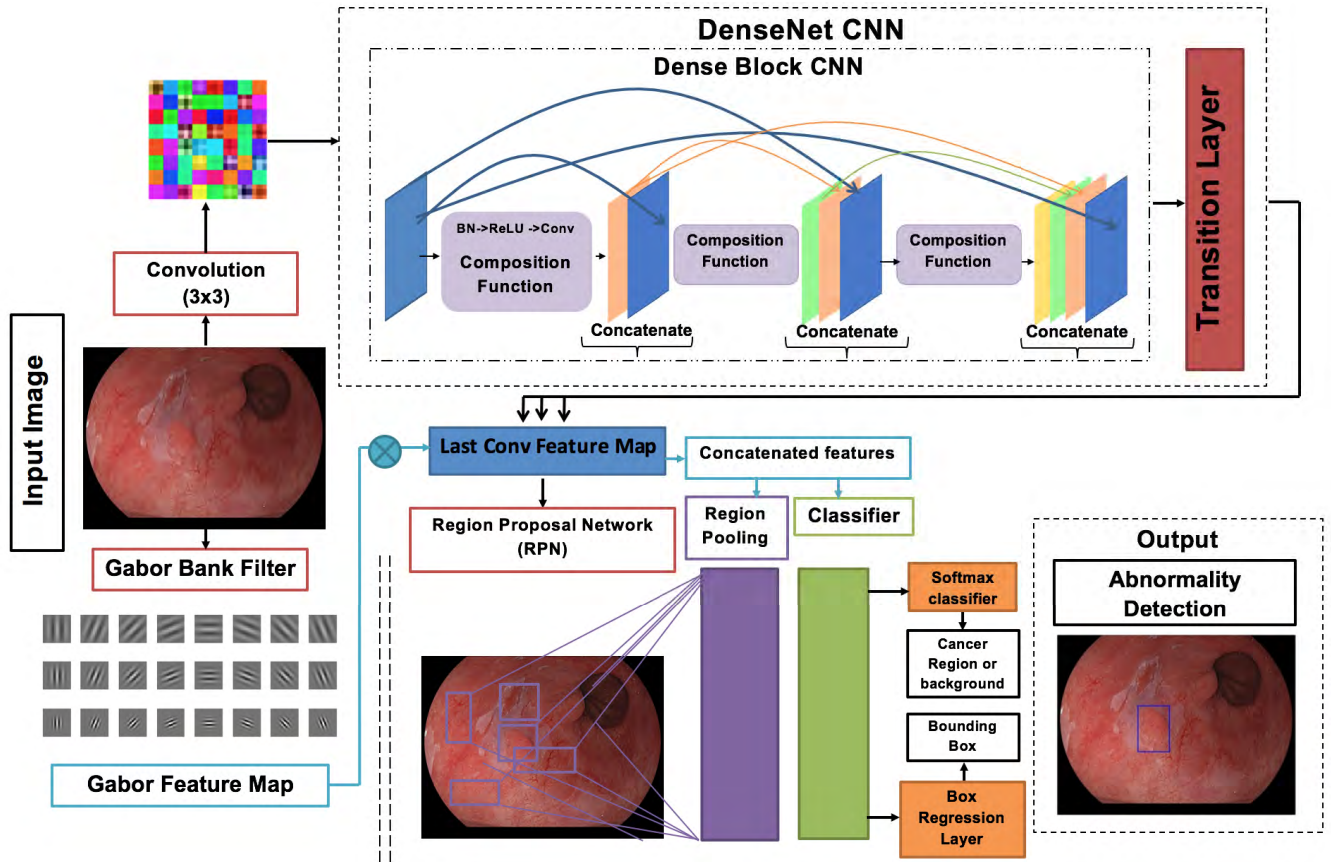 DenseNet CNN
Dense Block CNN
BN->ReLU ->Conv
Composition
Function
Composition
Function
Composition
Function
Concatenate
Concatenate
Concatenate
Transition Layer
Convolution
(3x3)
Input Image
Gabor Bank Filter
Gabor Feature Map
Last Conv Feature Map
Concatenated features
Region Proposal Network
(RPN)
Region
Pooling
Classifier
Softmax
classifier
Cancer
Region or
background
Bounding
Box
Box
Regression
Layer
Output
Abnormality
Detection